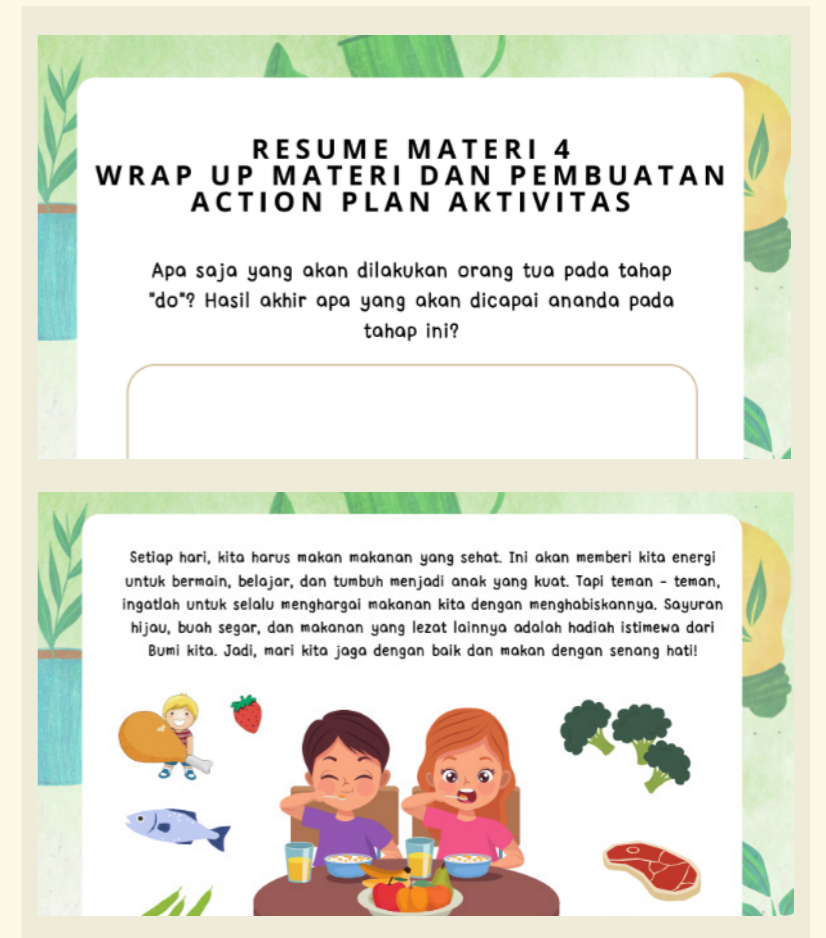 RESUME MATERI 4
WRAP UP MATERI DAN PEMBUATAN
ACTION PLAN AKTIVITAS
Apa saja yang akan dilakukan orang tua pada tahap
"do"? Hasil akhir apa yang akan dicapai ananda pada
tahap ini?
Setiap hari, kita harus makan makanan yang sehat. Ini akan memberi kita energi
untuk bermain, belajar, dan tumbuh menjadi anak yang kuat. Tapi teman - teman,
ingatlah untuk selalu menghargai makanan kita dengan menghabiskannya. Sayuran
hijau, buah segar, dan makanan yang lezat lainnya adalah hadiah istimewa dari
Bumi kita. Jadi, mari kita jaga dengan baik dan makan dengan senang hati!